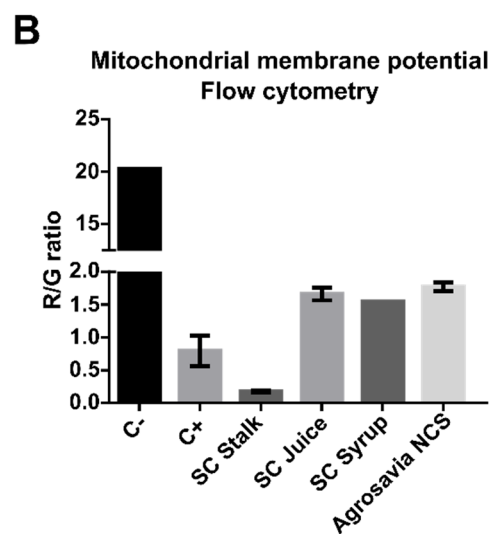 B
Mitochondrial membrane potential
Flow cytometry
R/G ratio
25
20
15
2.0
1.5
1.0
0.5
0.0
C-
C+
SC Stalk
SC Juice
SC Syrup
Agrosavia NCS